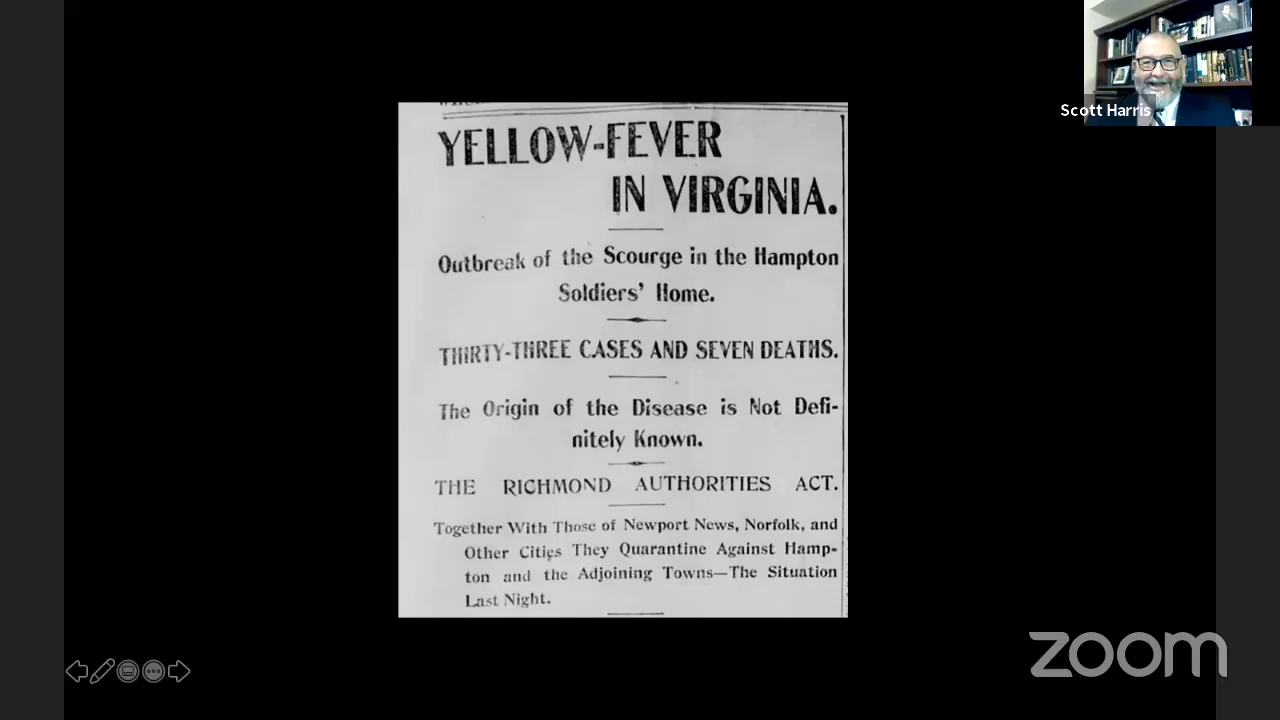 Scott Harris
YELLOW-FEVER
IN VIRGINIA.
Outbreak of the Scourge in the Hampton
Soldiers' Home.
THIRTY-THREE CASES AND SEVEN DEATHS.
The Origin of the Disease is Not Defi-
nitely Known.
THE RICHMOND AUTHORITIES ACT.
Together With Those of Newport News, Norfolk, and
Other Cities They Quarantine Against Hamp-
ton and the Adjoining Towns—The Situation
Last Night.
zoom